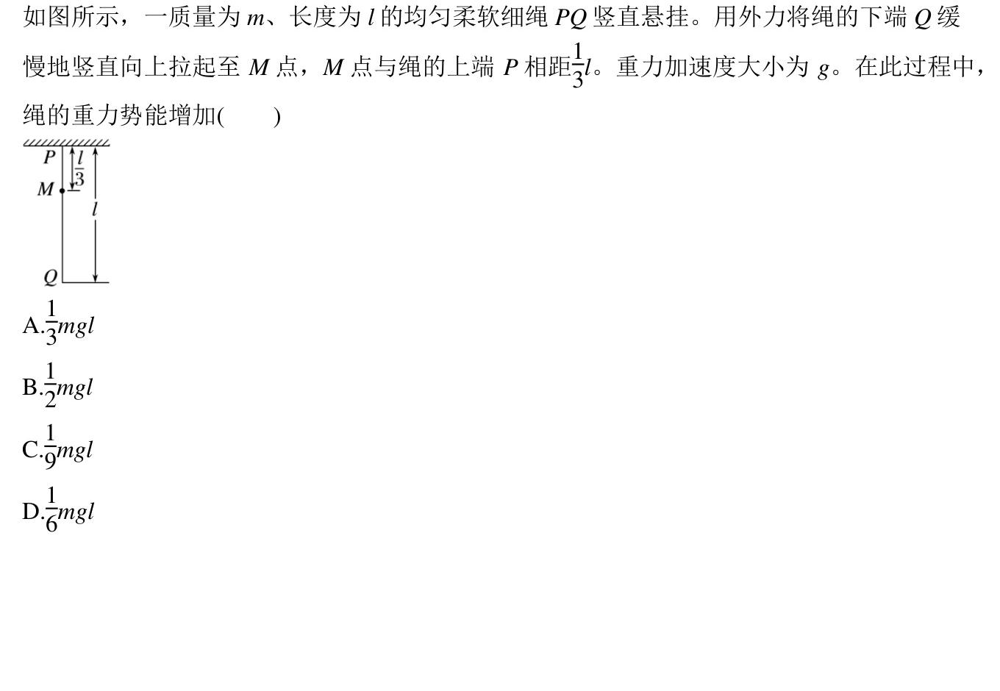 如图所示，一质量为 m、长度为 l 的均匀柔软细绳 PQ 竖直悬挂。用外力将绳的下端 Q 缓
慢地竖直向上拉起至 M 点，M 点与绳的上端 P 相距\frac{1}{3}l。重力加速度大小为 g。在此过程中，
绳的重力势能增加(　　)
P
\frac{l}{3}
M
l
Q
A.\frac{1}{3}mgl
B.\frac{1}{2}mgl
C.\frac{1}{9}mgl
D.\frac{1}{6}mgl